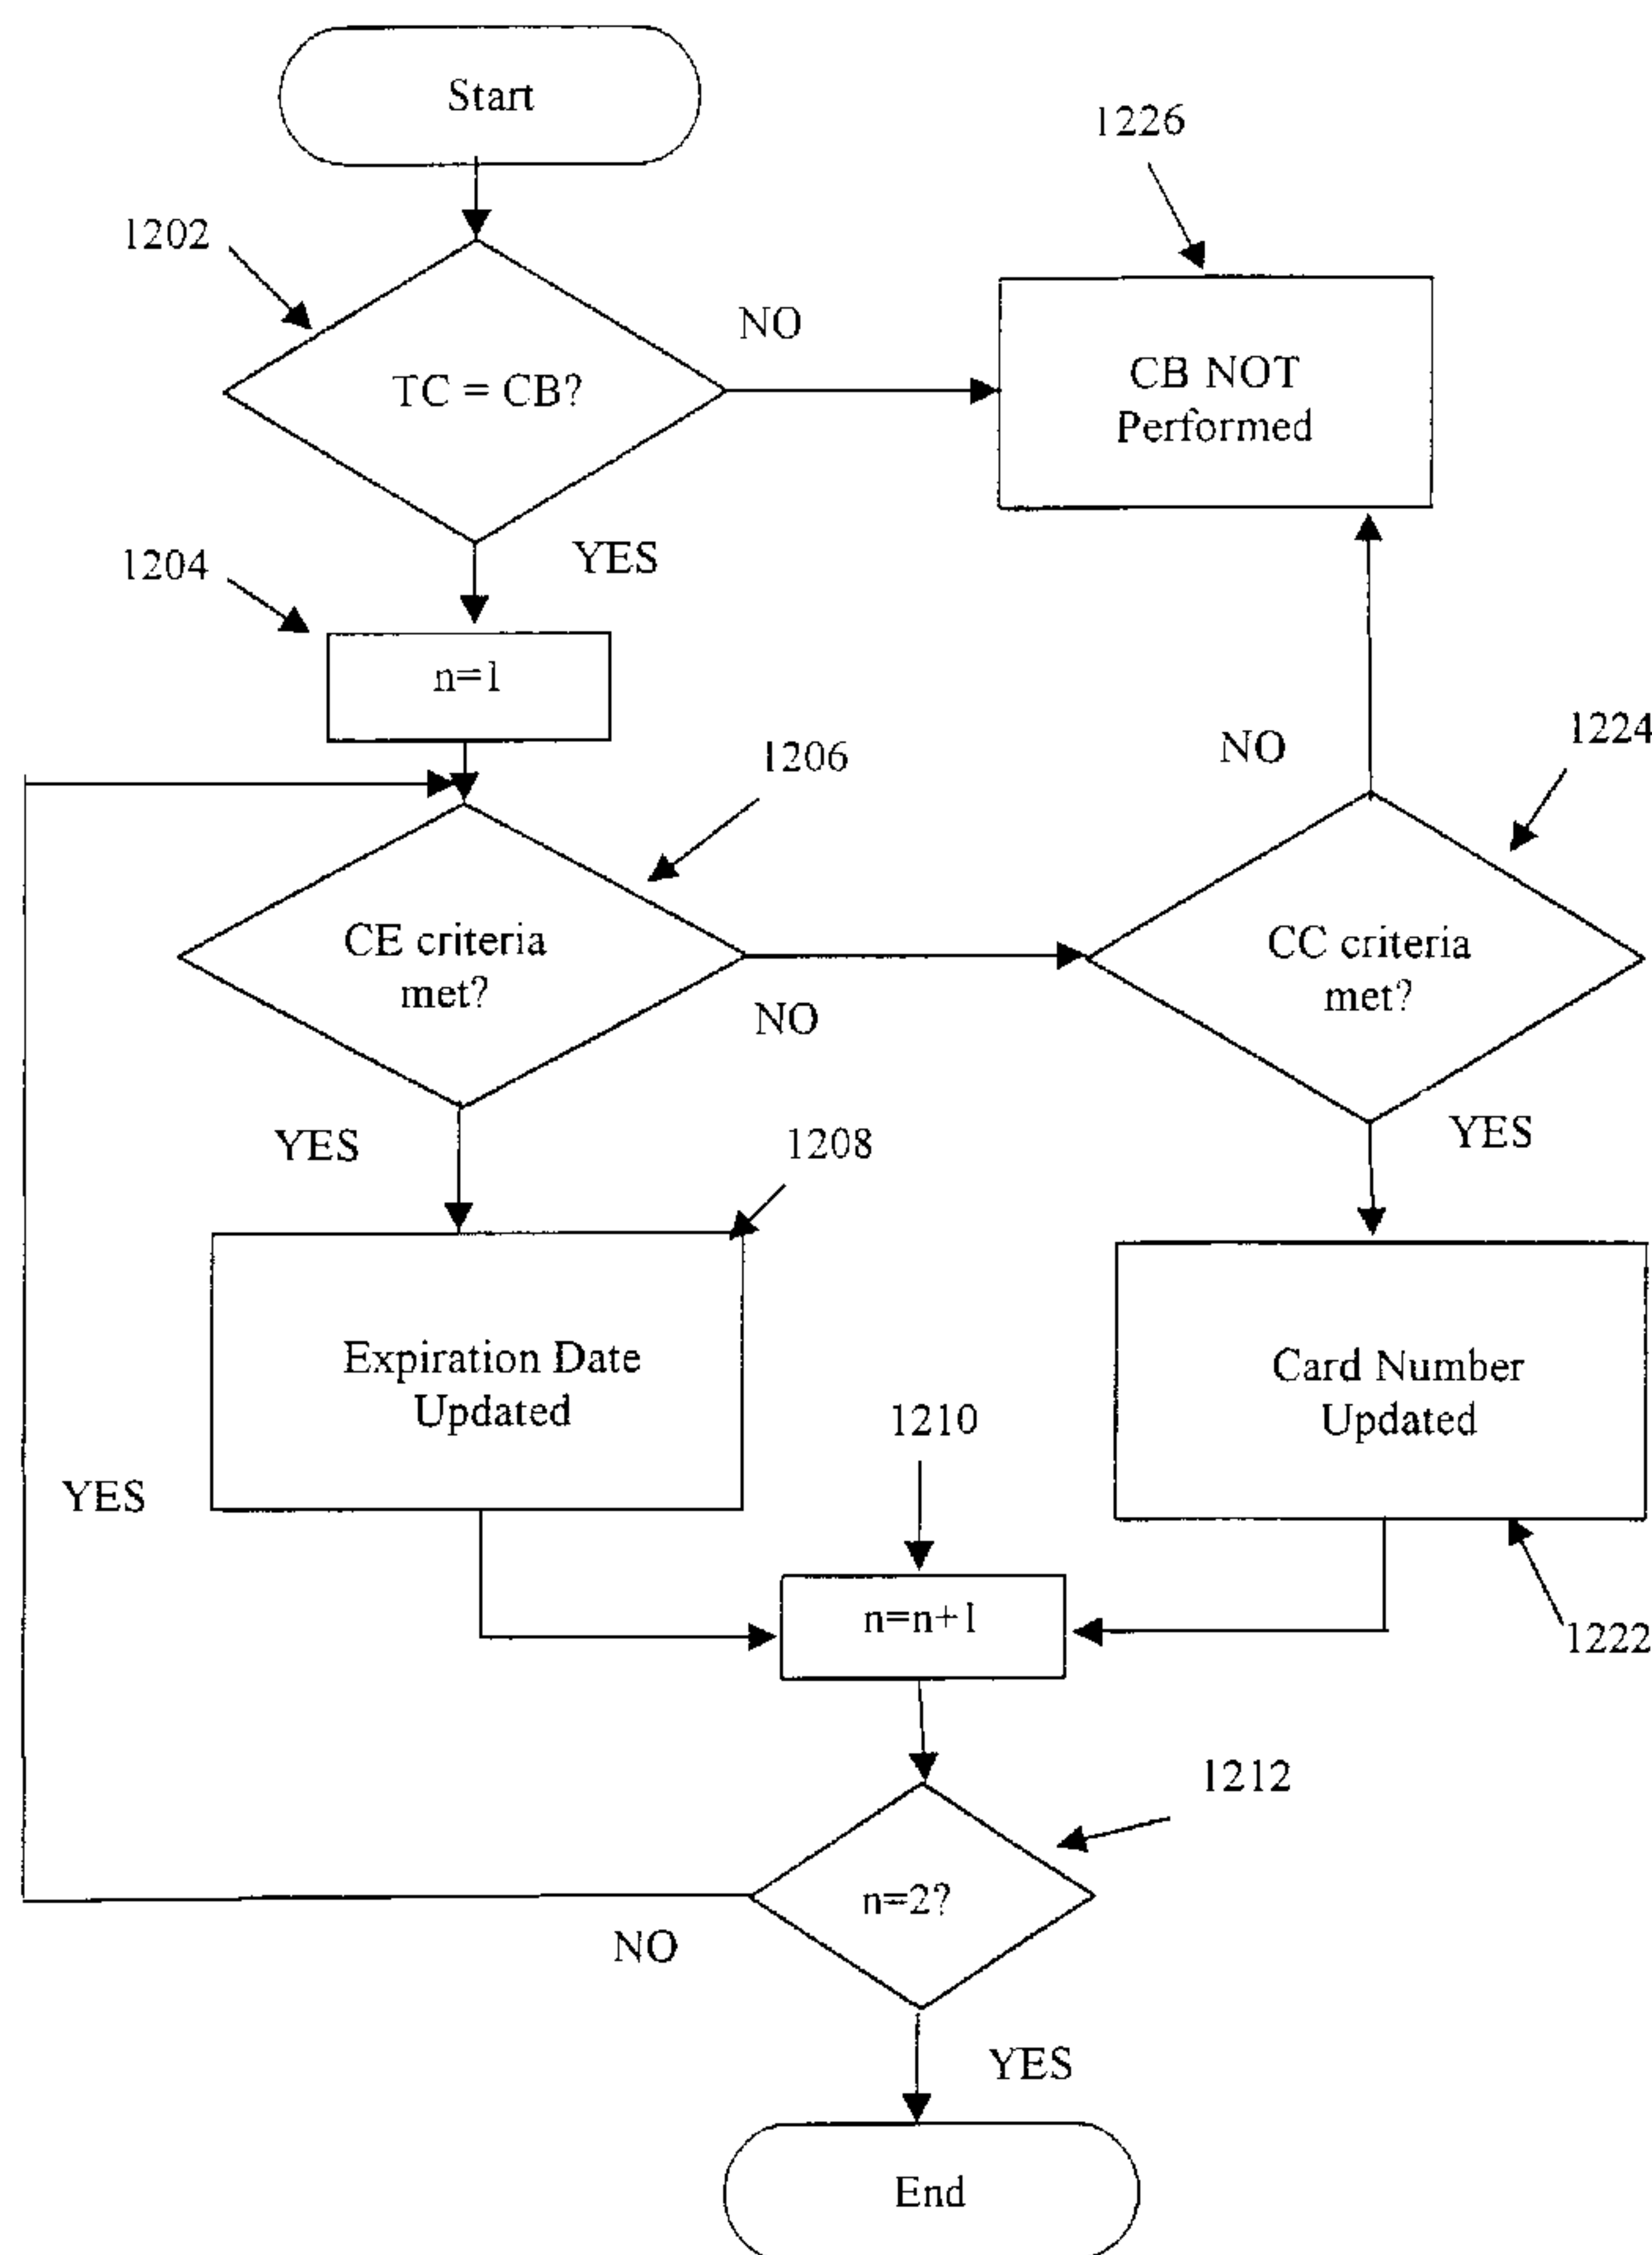 Start
1226
1202
NO
CB NOT
Performed
TC = CB?
YES
1204
n=1
1224
1206
NO
CE criteria
met?
CC criteria
met?
NO
YES
1208
YES
Expiration Date
Updated
Card Number
Updated
1210
YES
n=n+1
1222
1212
n=2?
NO
YES
End